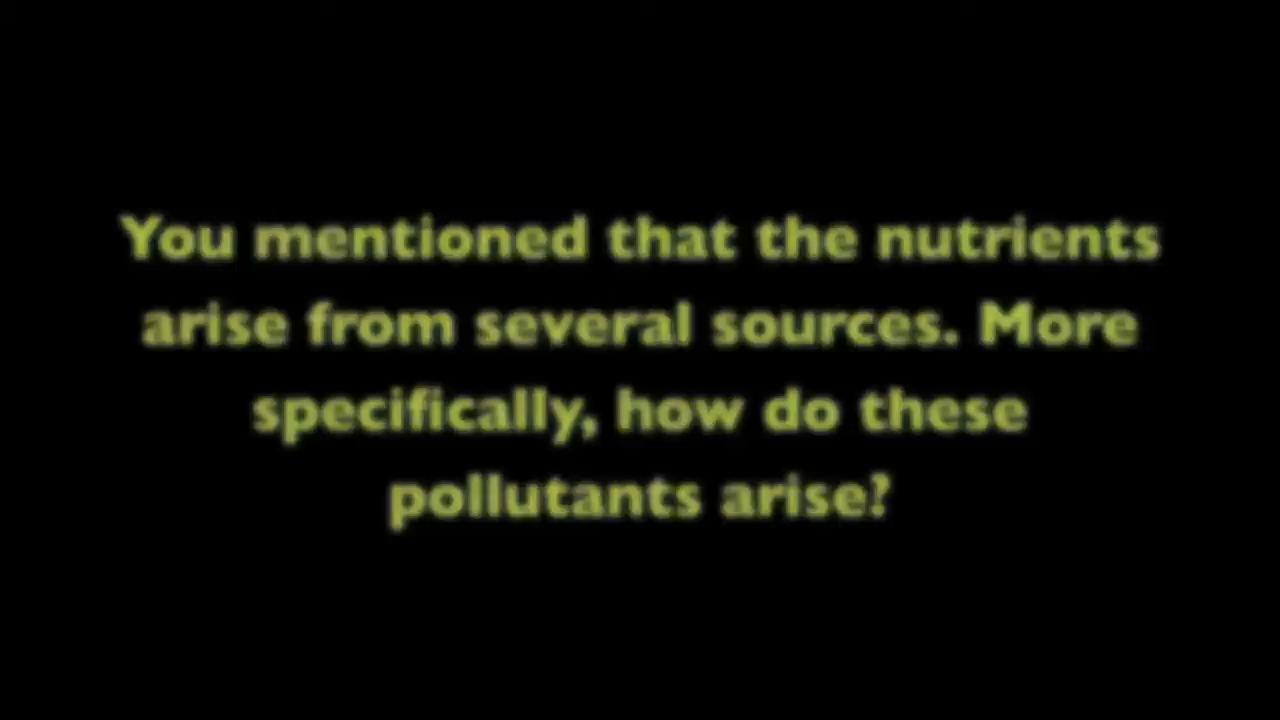 You mentioned that the nutrients
arise from several sources. More
specifically, how do these
pollutants arise?